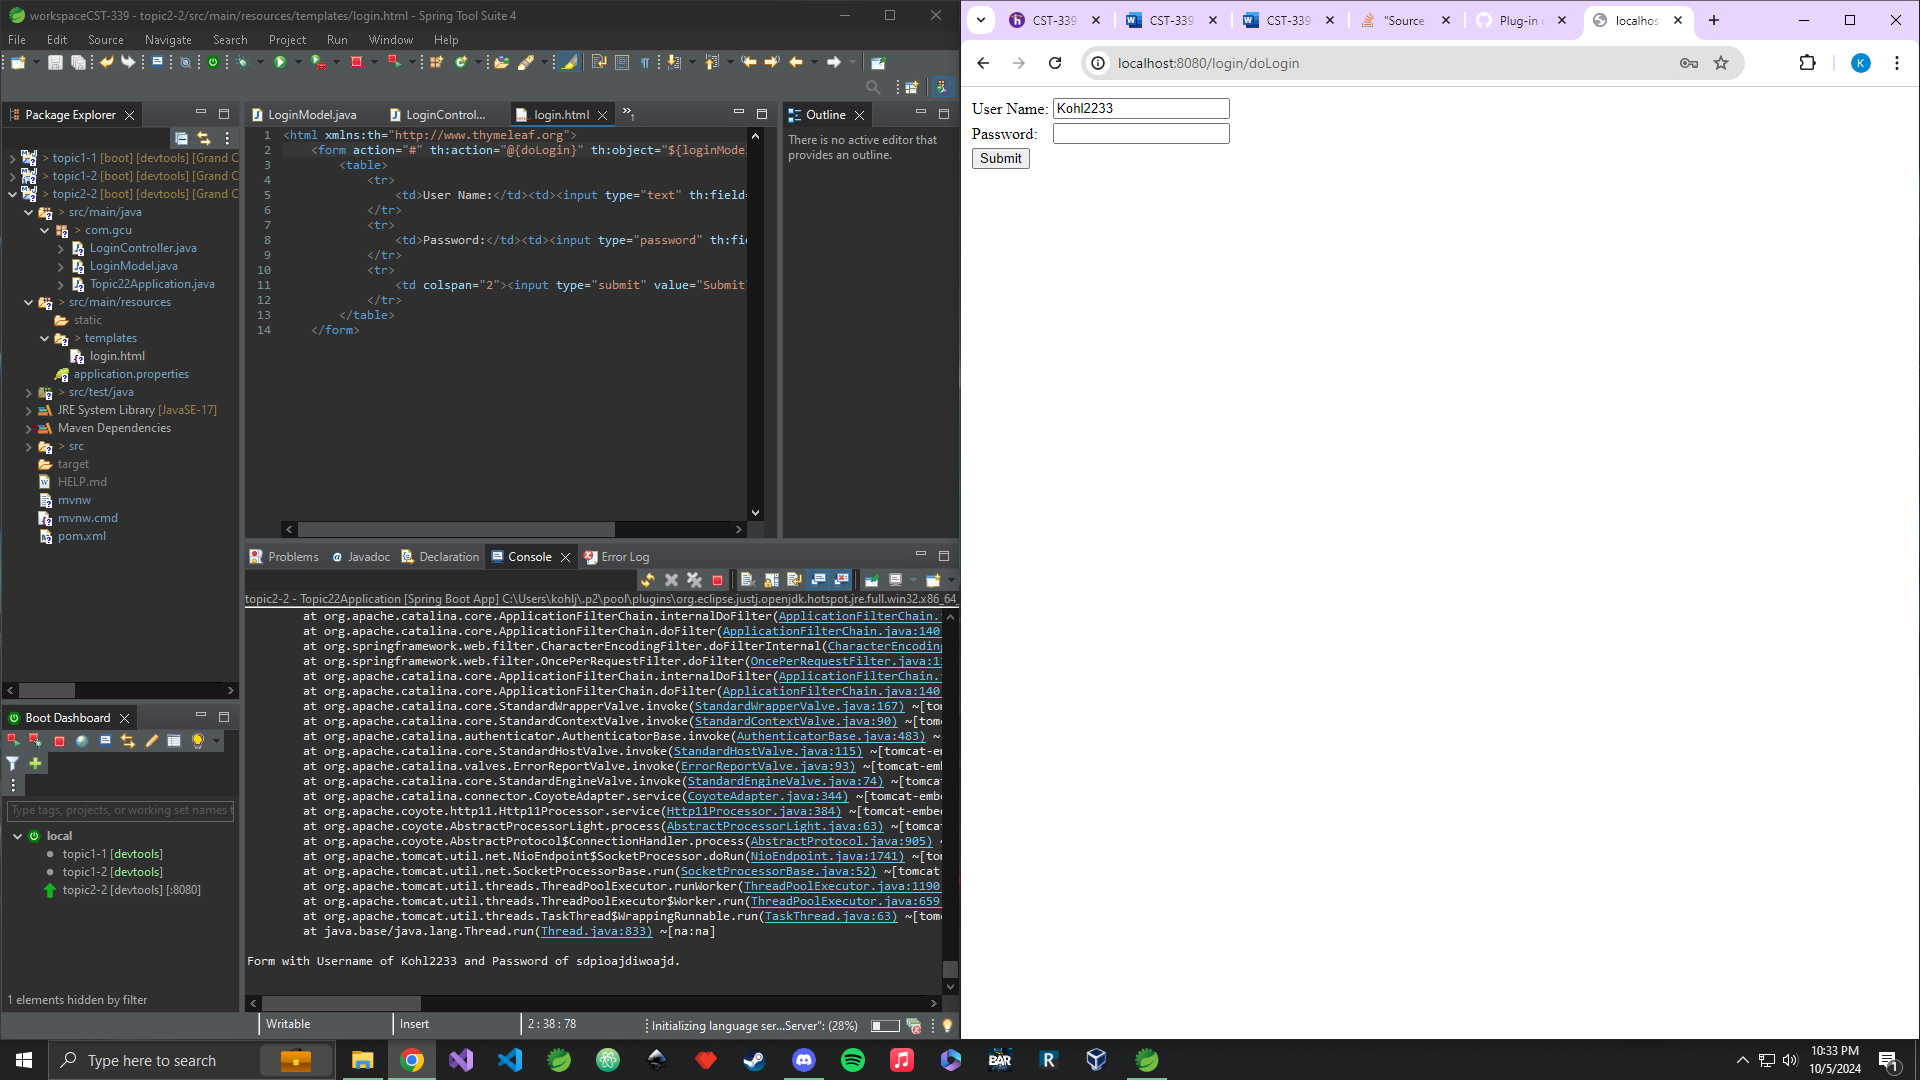 workspaceCST-339 - topic2-2/src/main/resources/templates/login.html - Spring Tool Suite 4
File Edit Source Navigate Search Project Run Window Help
Package Explorer
> topic1-1 [boot] [devtools] [Grand C
> topic1-2 [boot] [devtools] [Grand C
> topic2-2 [boot] [devtools] [Grand C
> src/main/java
> com.gcu
LoginController.java
LoginModel.java
Topic22Application.java
> src/main/resources
static
> templates
login.html
application.properties
> src/test/java
JRE System Library [JavaSE-17]
Maven Dependencies
> src
target
HELP.md
mvnw
mvnw.cmd
pom.xml
LoginModel.java LoginControl... login.html »1
1 <html xmlns:th="http://www.thymeleaf.org">
2 <form action="#" th:action="@{doLogin}" th:object="${loginMode
3 <table>
4 <tr>
5 <td>User Name:</td><td><input type="text" th:field=
6 </tr>
7 <tr>
8 <td>Password:</td><td><input type="password" th:fi
9 </tr>
10 <tr>
11 <td colspan="2"><input type="submit" value="Submit"
12 </tr>
13 </table>
14 </form>
Outline
There is no active editor that
provides an outline.
Problems Javadoc Declaration Console Error Log
topic2-2 - Topic22Application [Spring Boot App] C:\Users\kohlj\.p2\pool\plugins\org.eclipse.justj.openjdk.hotspot.jre.full.win32.x86_64_
at org.apache.catalina.core.ApplicationFilterChain.internalDoFilter(ApplicationFilterChain.
at org.apache.catalina.core.ApplicationFilterChain.doFilter(ApplicationFilterChain.java:140
at org.springframework.web.filter.CharacterEncodingFilter.doFilterInternal(CharacterEncoding
at org.springframework.web.filter.OncePerRequestFilter.doFilter(OncePerRequestFilter.java:11
at org.apache.catalina.core.ApplicationFilterChain.internalDoFilter(ApplicationFilterChain.
at org.apache.catalina.core.ApplicationFilterChain.doFilter(ApplicationFilterChain.java:140
at org.apache.catalina.core.StandardWrapperValve.invoke(StandardWrapperValve.java:167) ~[tom
at org.apache.catalina.core.StandardContextValve.invoke(StandardContextValve.java:90) ~[tomc
at org.apache.catalina.authenticator.AuthenticatorBase.invoke(AuthenticatorBase.java:483) ~
at org.apache.catalina.core.StandardHostValve.invoke(StandardHostValve.java:115) ~[tomcat-em
at org.apache.catalina.valves.ErrorReportValve.invoke(ErrorReportValve.java:93) ~[tomcat-emb
at org.apache.catalina.core.StandardEngineValve.invoke(StandardEngineValve.java:74) ~[tomcat
at org.apache.catalina.connector.CoyoteAdapter.service(CoyoteAdapter.java:344) ~[tomcat-embe
at org.apache.coyote.http11.Http11Processor.service(Http11Processor.java:384) ~[tomcat-embed
at org.apache.coyote.AbstractProcessorLight.process(AbstractProcessorLight.java:63) ~[tomcat
at org.apache.coyote.AbstractProtocol$ConnectionHandler.process(AbstractProtocol.java:905) ~
at org.apache.tomcat.util.net.NioEndpoint$SocketProcessor.doRun(NioEndpoint.java:1741) ~[tom
at org.apache.tomcat.util.net.SocketProcessorBase.run(SocketProcessorBase.java:52) ~[tomcat-
at org.apache.tomcat.util.threads.ThreadPoolExecutor.runWorker(ThreadPoolExecutor.java:1190
at org.apache.tomcat.util.threads.ThreadPoolExecutor$Worker.run(ThreadPoolExecutor.java:659
at org.apache.tomcat.util.threads.TaskThread$WrappingRunnable.run(TaskThread.java:63) ~[tomc
at java.base/java.lang.Thread.run(Thread.java:833) ~[na:na]
Form with Username of Kohl2233 and Password of sdpioajdiwoajd.
Boot Dashboard
Type tags, projects, or working set names t
local
topic1-1 [devtools]
topic1-2 [devtools]
topic2-2 [devtools] [:8080]
1 elements hidden by filter
Writable Insert 2 : 38 : 78 Initializing language ser...Server": (28%)
CST-339 CST-339 CST-339 "Source Plug-in localhos
localhost:8080/login/doLogin
K
User Name: Kohl2233
Password:
Submit
Type here to search
BAR
R
10:33 PM
10/5/2024
1